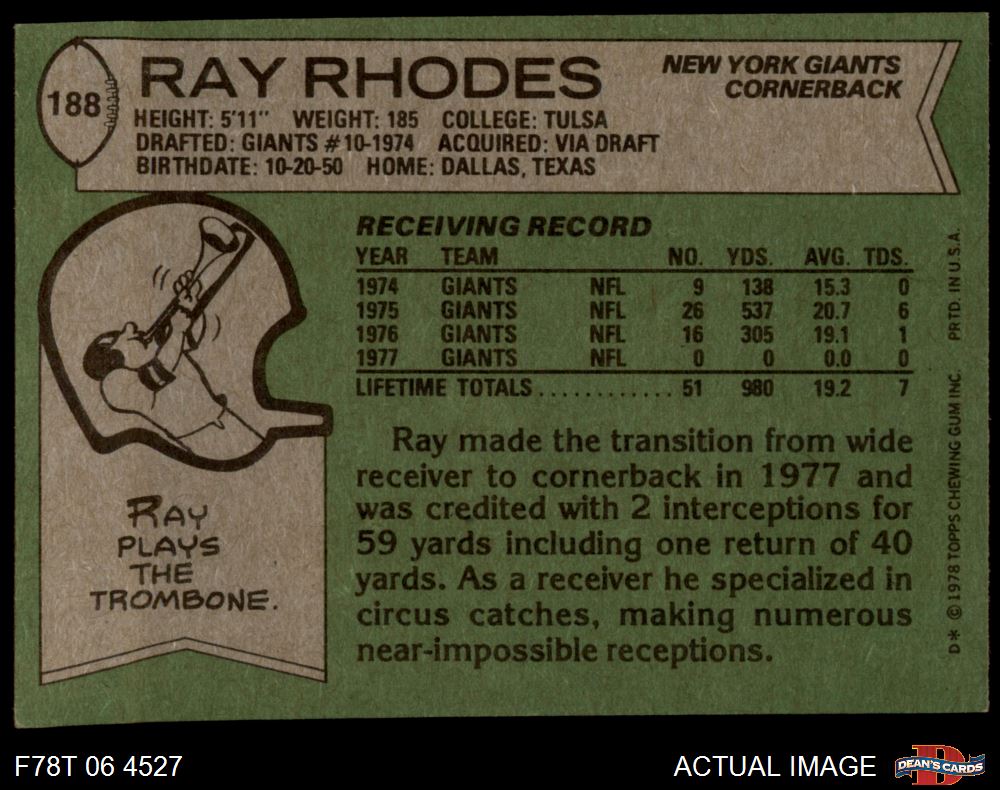 188
RAY RHODES
NEW YORK GIANTS
CORNERBACK
HEIGHT: 5'11" WEIGHT: 185 COLLEGE: TULSA
DRAFTED: GIANTS #10-1974 ACQUIRED: VIA DRAFT
BIRTHDATE: 10-20-50 HOME: DALLAS, TEXAS
RECEIVING RECORD
YEAR TEAM NO. YDS. AVG. TDS.
1974 GIANTS NFL 9 138 15.3 0
1975 GIANTS NFL 26 537 20.7 6
1976 GIANTS NFL 16 305 19.1 1
1977 GIANTS NFL 0 0 0.0 0
LIFETIME TOTALS............ 51 980 19.2 7
Ray made the transition from wide
receiver to cornerback in 1977 and
was credited with 2 interceptions for
59 yards including one return of 40
yards. As a receiver he specialized in
circus catches, making numerous
near-impossible receptions.
RAY
PLAYS
THE
TROMBONE.
D* © 1978 TOPPS CHEWING GUM INC. PRTD. IN U.S.A.
F78T 06 4527
ACTUAL IMAGE
D
DEAN'S CARDS